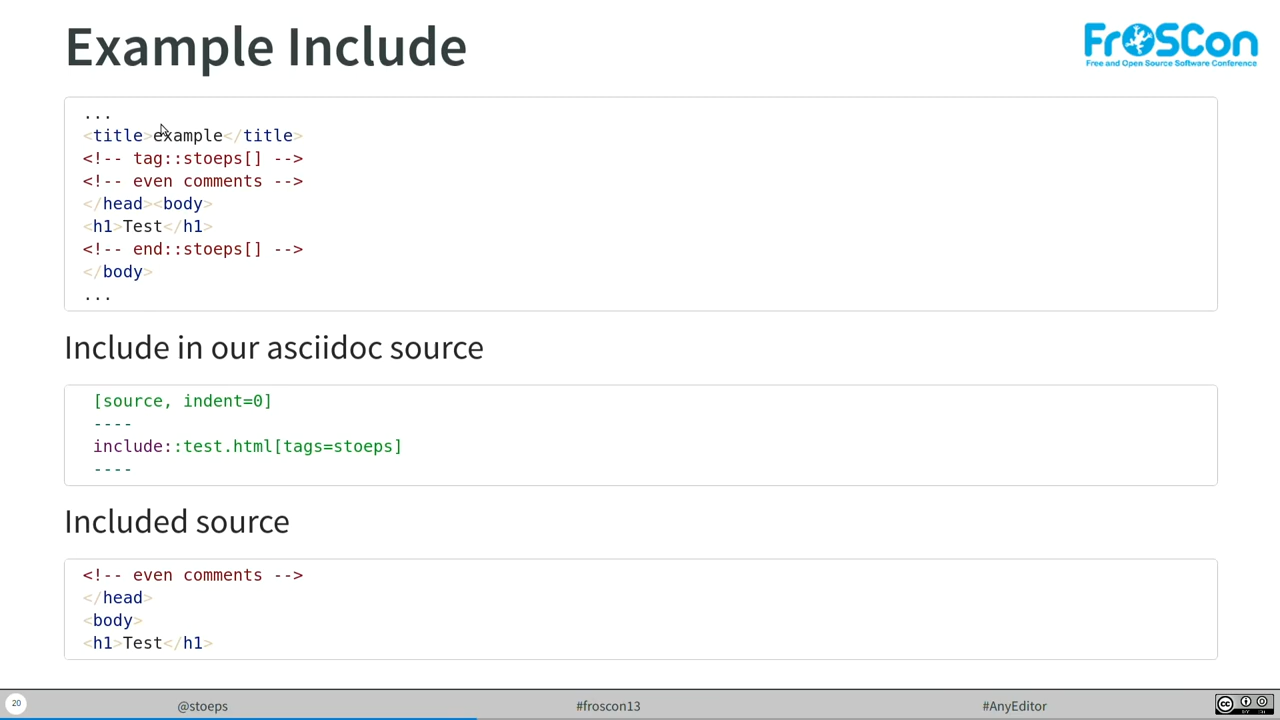 Example Include
FrOSCon
Free and Open Source Software Conference
...
<title>example</title>
<!-- tag::stoeps[] -->
<!-- even comments -->
</head><body>
<h1>Test</h1>
<!-- end::stoeps[] -->
</body>
...
Include in our asciidoc source
[source, indent=0]
----
include::test.html[tags=stoeps]
----
Included source
<!-- even comments -->
</head>
<body>
<h1>Test</h1>
20 @stoeps #froscon13 #AnyEditor